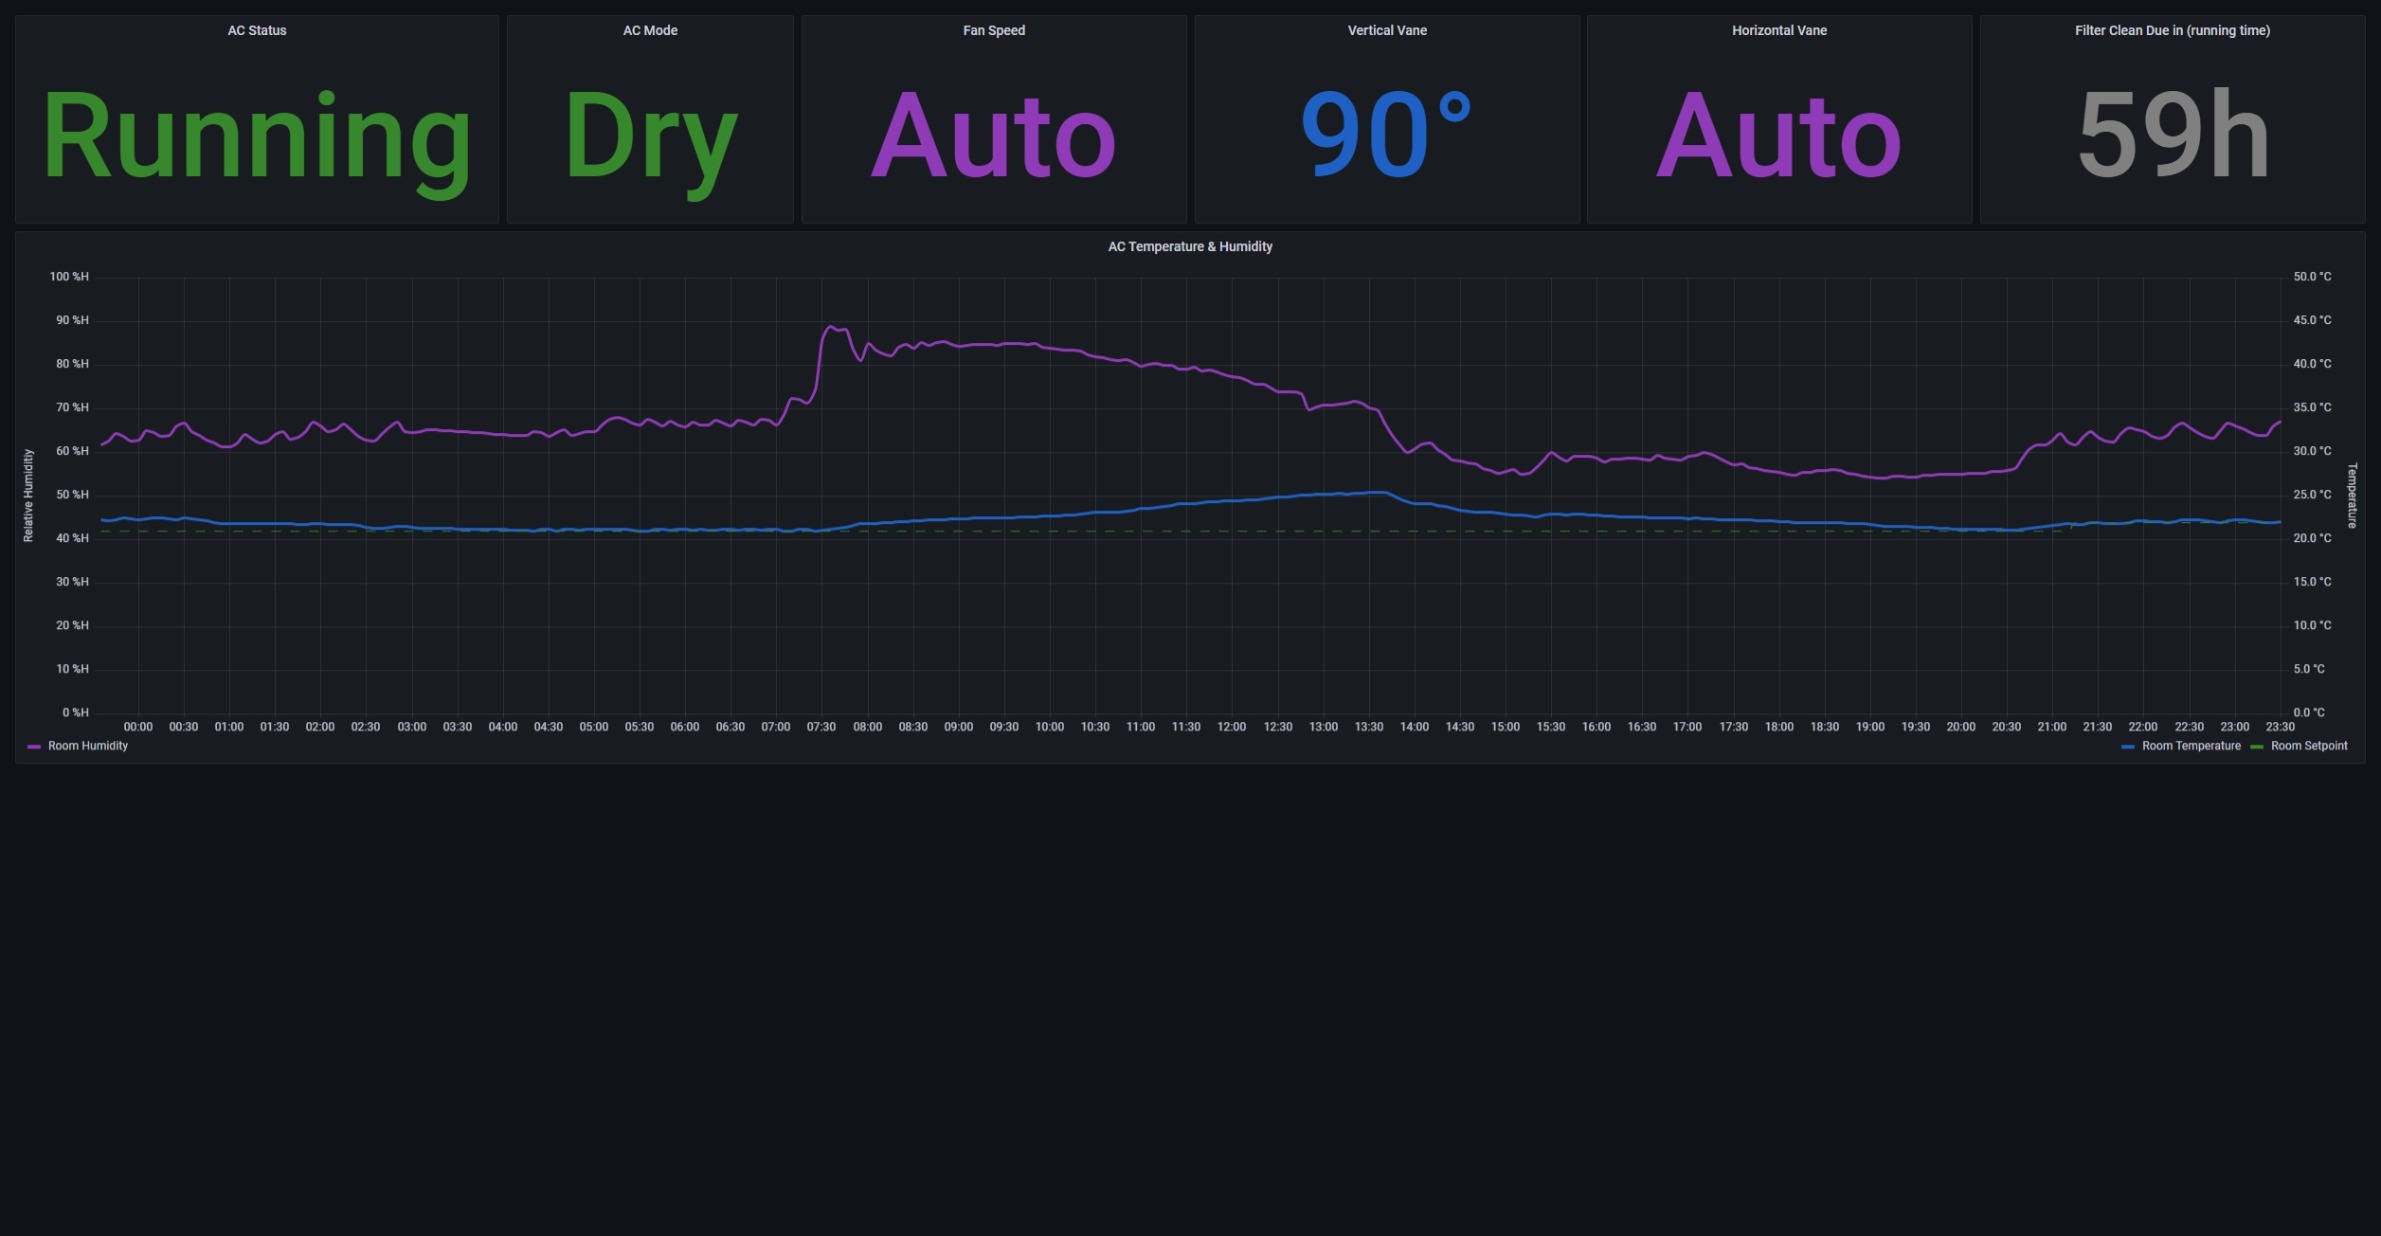 AC Status
Running
AC Mode
Dry
Fan Speed
Auto
Vertical Vane
90°
Horizontal Vane
Auto
Filter Clean Due in (running time)
59h
AC Temperature & Humidity
Relative Humiditiy
100 %H
90 %H
80 %H
70 %H
60 %H
50 %H
40 %H
30 %H
20 %H
10 %H
0 %H
50.0 °C
45.0 °C
40.0 °C
35.0 °C
30.0 °C
25.0 °C
20.0 °C
15.0 °C
10.0 °C
5.0 °C
0.0 °C
Temperature
00:00 00:30 01:00 01:30 02:00 02:30 03:00 03:30 04:00 04:30 05:00 05:30 06:00 06:30 07:00 07:30 08:00 08:30 09:00 09:30 10:00 10:30 11:00 11:30 12:00 12:30 13:00 13:30 14:00 14:30 15:00 15:30 16:00 16:30 17:00 17:30 18:00 18:30 19:00 19:30 20:00 20:30 21:00 21:30 22:00 22:30 23:00 23:30
Room Humidity
Room Temperature Room Setpoint